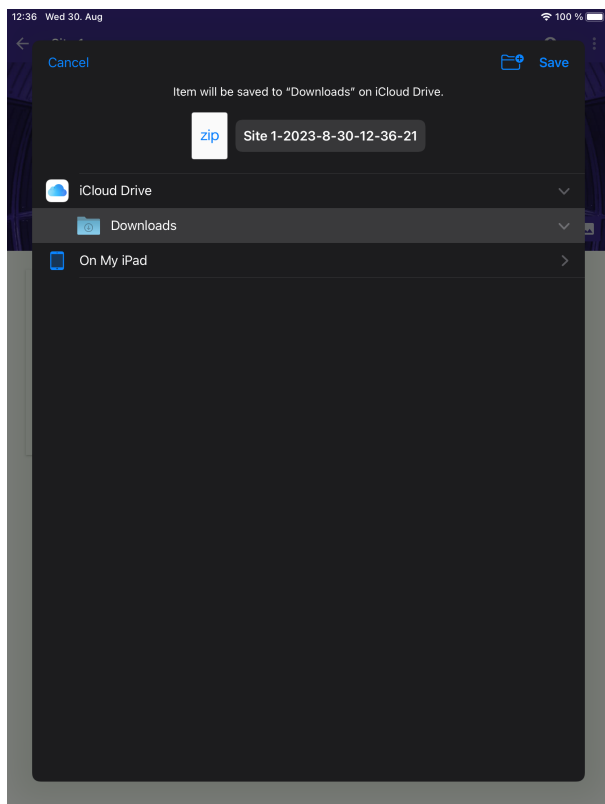 12:36 Wed 30. Aug 100 %
Cancel Save
Item will be saved to “Downloads” on iCloud Drive.
zip Site 1-2023-8-30-12-36-21
iCloud Drive
Downloads
On My iPad